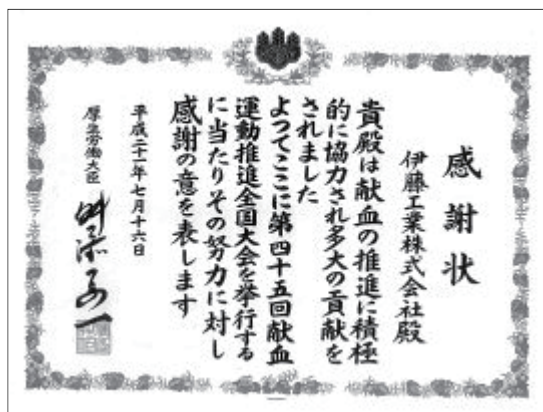 感謝状
伊藤工業株式会社殿
貴殿は献血の推進に積極
的に協力され多大の貢献を
されました
よってここに第四十五回献血
運動推進全国大会を挙行する
に当たりその努力に対し
感謝の意を表します
平成二十一年七月十六日
厚生労働大臣 舛添要一